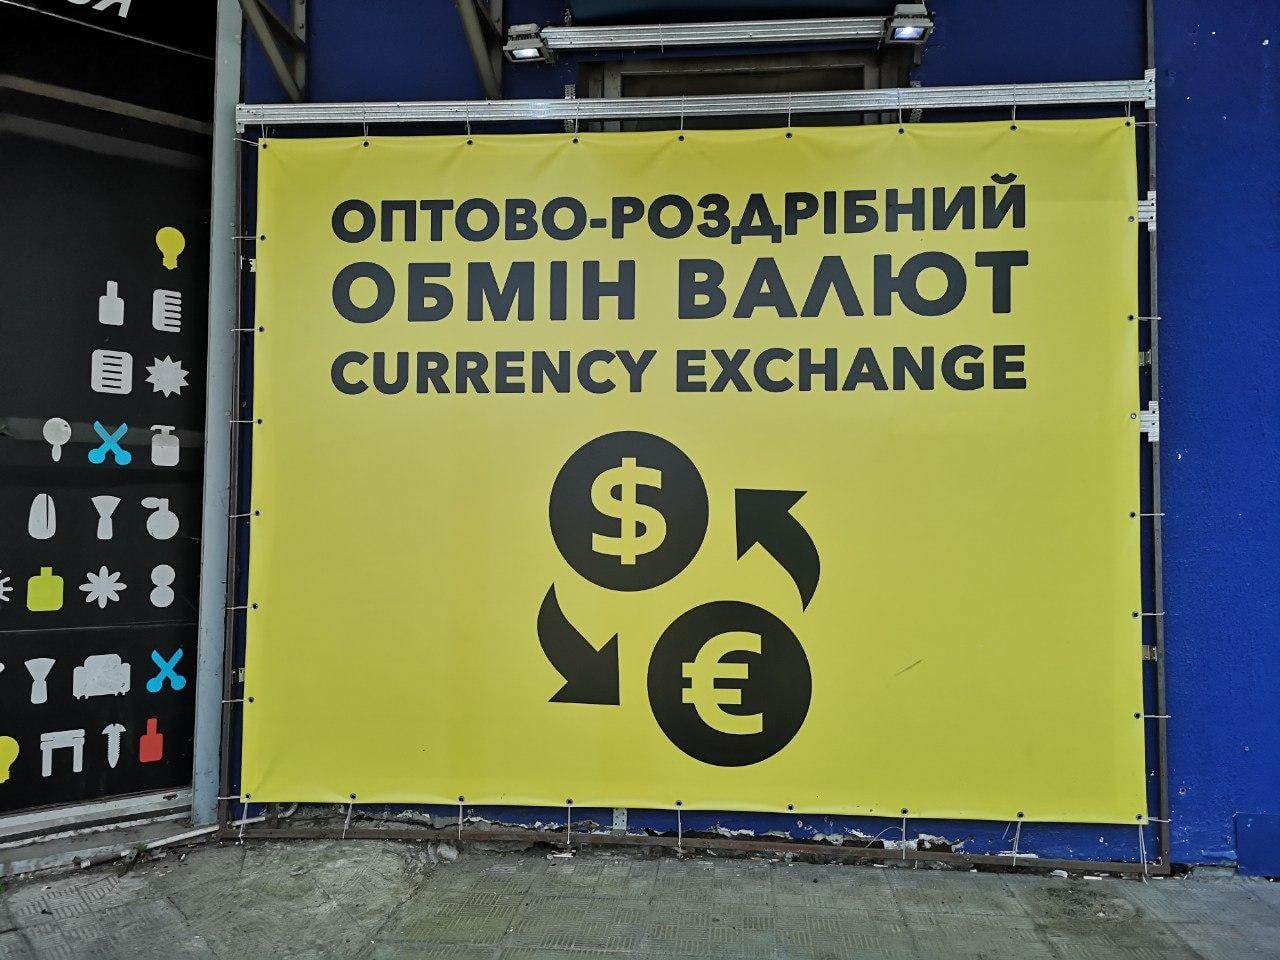 ОПТОВО-РОЗДРІБНИЙ
ОБМІН ВАЛЮТ
CURRENCY EXCHANGE
$
€